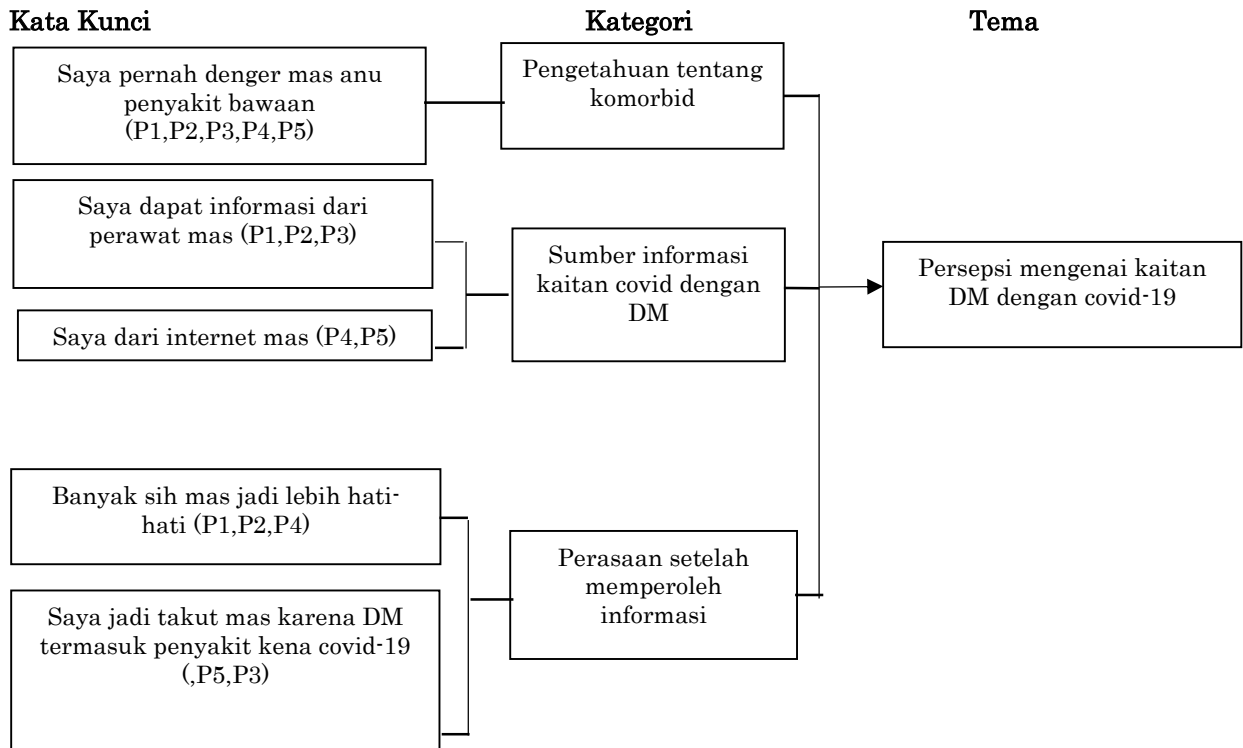 Kata Kunci
Kategori
Tema
Saya pernah denger mas anu
penyakit bawaan
(P1,P2,P3,P4,P5)
Pengetahuan tentang
komorbid
Saya dapat informasi dari
perawat mas (P1,P2,P3)
Saya dari internet mas (P4,P5)
Sumber informasi
kaitan covid dengan
DM
Persepsi mengenai kaitan
DM dengan covid-19
Banyak sih mas jadi lebih hati-
hati (P1,P2,P4)
Saya jadi takut mas karena DM
termasuk penyakit kena covid-19
(,P5,P3)
Perasaan setelah
memperoleh
informasi